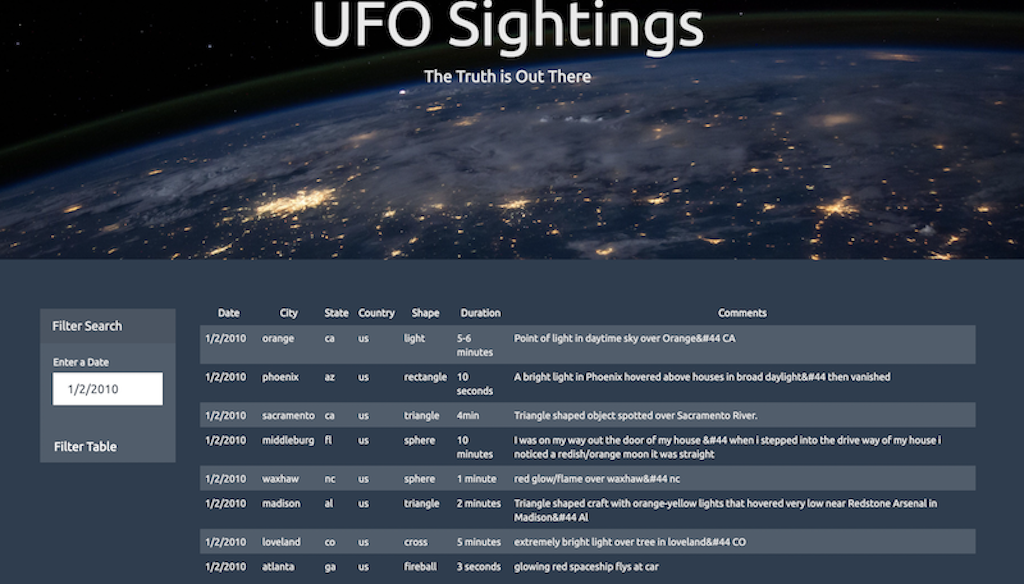 UFO Sightings
The Truth is Out There
Filter Search
Enter a Date
1/2/2010
Filter Table
Date City State Country Shape Duration Comments
1/2/2010 orange ca us light 5-6 minutes Point of light in daytime sky over Orange&#44 CA
1/2/2010 phoenix az us rectangle 10 seconds A bright light in Phoenix hovered above houses in broad daylight&#44 then vanished
1/2/2010 sacramento ca us triangle 4min Triangle shaped object spotted over Sacramento River.
1/2/2010 middleburg fl us sphere 10 minutes I was on my way out the door of my house &#44 when i stepped into the drive way of my house i
noticed a redish/orange moon it was straight
1/2/2010 waxhaw nc us sphere 1 minute red glow/flame over waxhaw&#44 nc
1/2/2010 madison al us triangle 2 minutes Triangle shaped craft with orange-yellow lights that hovered very low near Redstone Arsenal in
Madison&#44 Al
1/2/2010 loveland co us cross 5 minutes extremely bright light over tree in loveland&#44 CO
1/2/2010 atlanta ga us fireball 3 seconds glowing red spaceship flys at car